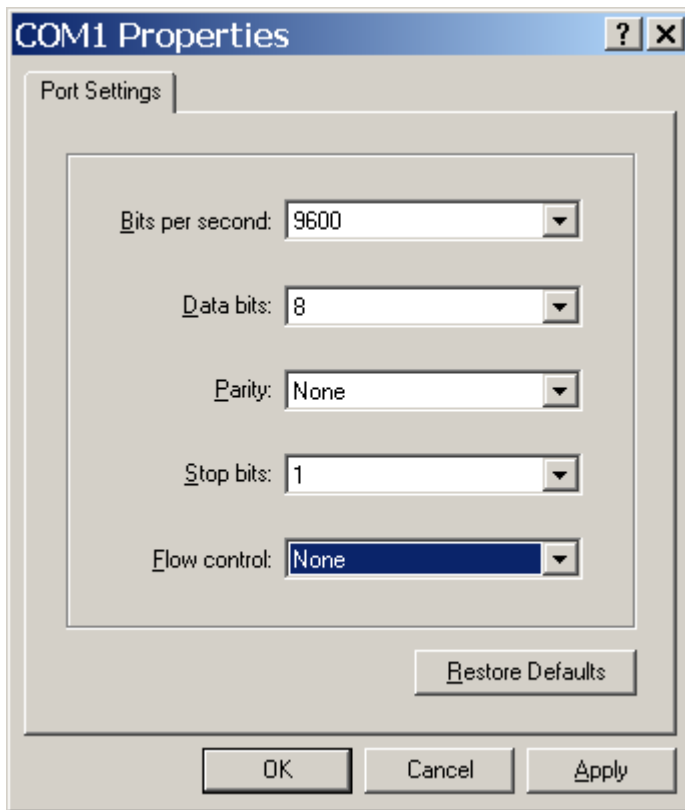 COM1 Properties ? X
Port Settings
Bits per second: 9600
Data bits: 8
Parity: None
Stop bits: 1
Flow control: None
Restore Defaults
OK Cancel Apply